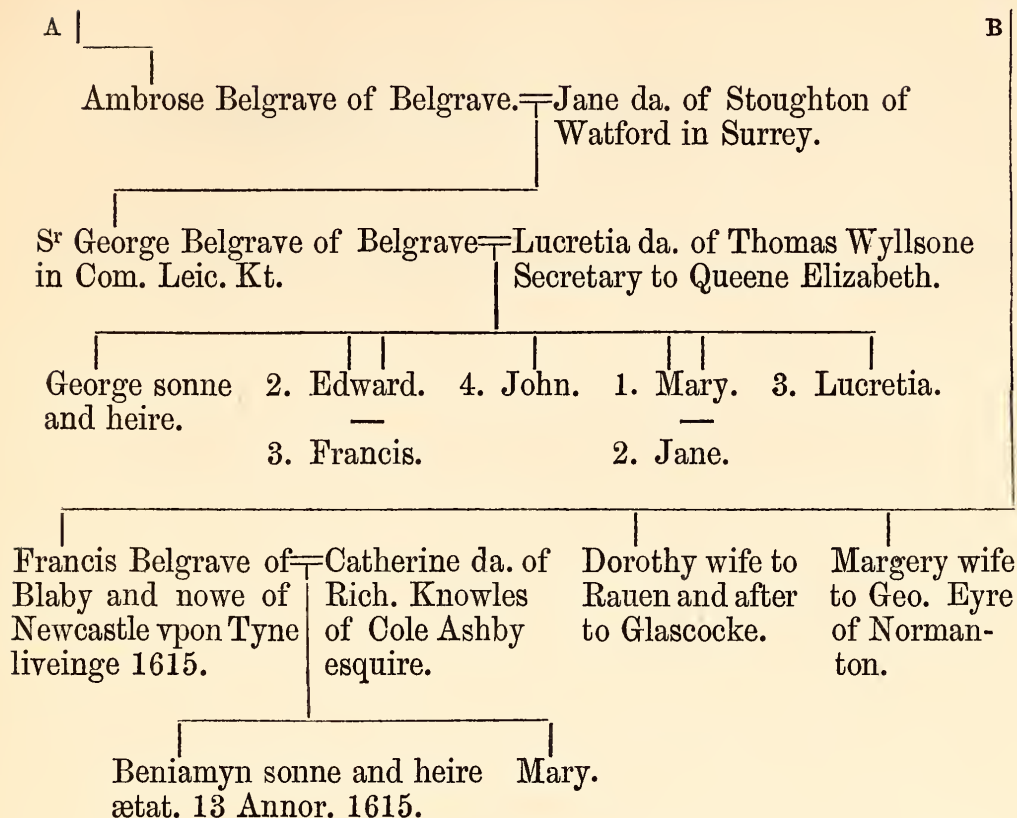 A B
Ambrose Belgrave of Belgrave. Jane da. of Stoughton of
Watford in Surrey.
Sr George Belgrave of Belgrave Lucretia da. of Thomas Wyllsone
in Com. Leic. Kt. Secretary to Queene Elizabeth.
George sonne 2. Edward. 4. John. 1. Mary. 3. Lucretia.
and heire.
3. Francis. 2. Jane.
Francis Belgrave of Catherine da. of Dorothy wife to Margery wife
Blaby and nowe of Rich. Knowles Rauen and after to Geo. Eyre
Newcastle vpon Tyne of Cole Ashby to Glascocke. of Norman-
liveinge 1615. esquire. ton.
Beniamyn sonne and heire Mary.
ætat. 13 Annor. 1615.